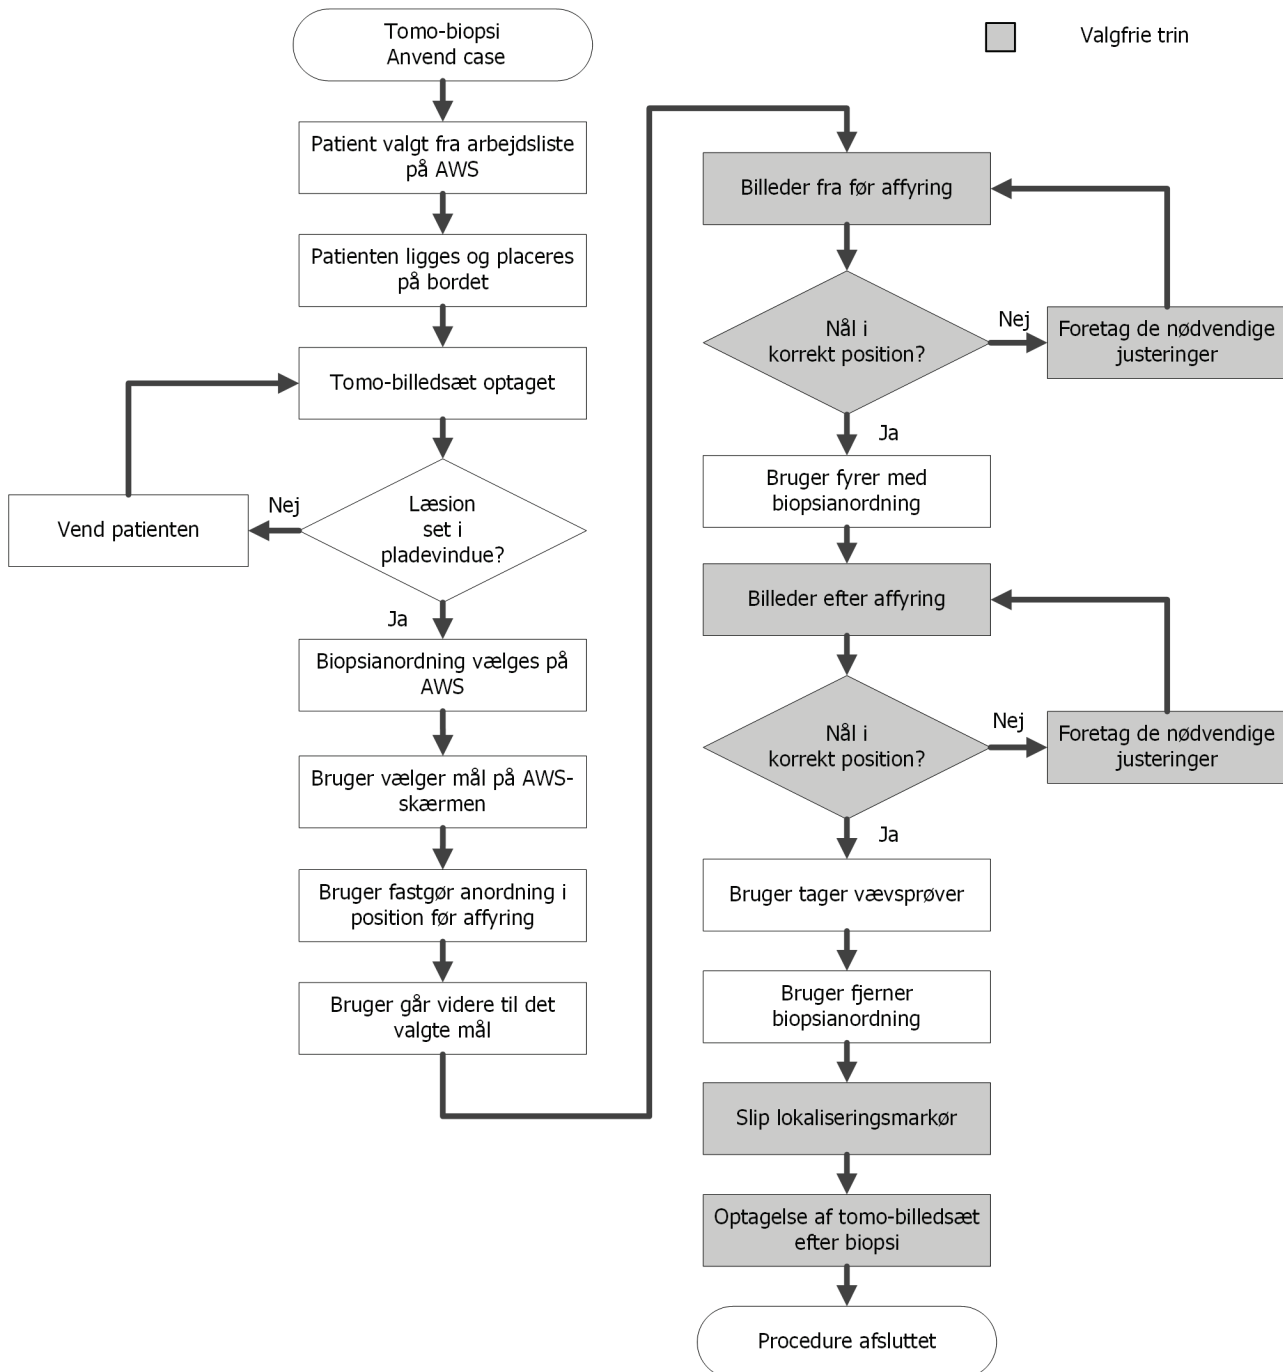 Tomo-biopsi
Anvend case
Patient valgt fra arbejdsliste
på AWS
Patienten ligges og placeres
på bordet
Tomo-billedsæt optaget
Læsion
set i
pladevindue?
Nej
Vend patienten
Ja
Biopsianordning vælges på
AWS
Bruger vælger mål på AWS-
skærmen
Bruger fastgør anordning i
position før affyring
Bruger går videre til det
valgte mål
Valgfrie trin
Billeder fra før affyring
Nål i
korrekt position?
Nej
Foretag de nødvendige
justeringer
Ja
Bruger fyrer med
biopsianordning
Billeder efter affyring
Nål i
korrekt position?
Nej
Foretag de nødvendige
justeringer
Ja
Bruger tager vævsprøver
Bruger fjerner
biopsianordning
Slip lokaliseringsmarkør
Optagelse af tomo-billedsæt
efter biopsi
Procedure afsluttet